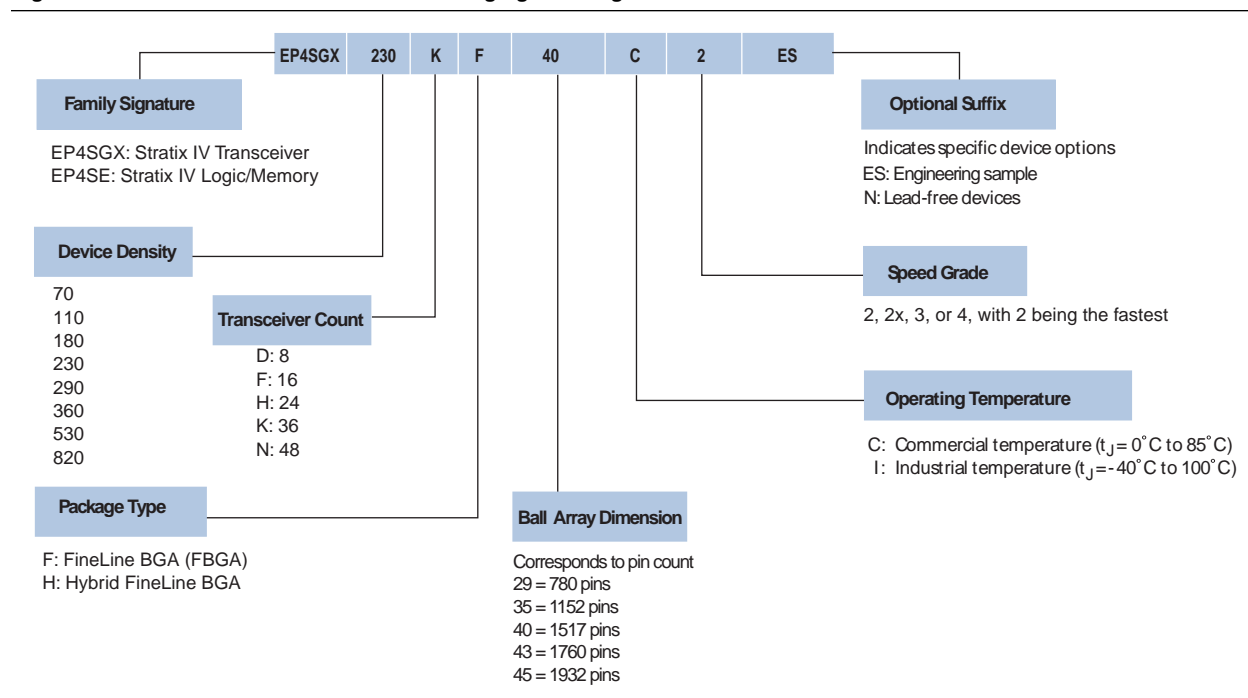 EP4SGX 230 K F 40 C 2 ES
Family Signature
EP4SGX: Stratix IV Transceiver
EP4SE: Stratix IV Logic/Memory
Optional Suffix
Indicates specific device options
ES: Engineering sample
N: Lead-free devices
Device Density
70
110
180
230
290
360
530
820
Transceiver Count
D: 8
F: 16
H: 24
K: 36
N: 48
Speed Grade
2, 2x, 3, or 4, with 2 being the fastest
Operating Temperature
C: Commercial temperature (tJ = 0°C to 85°C)
I: Industrial temperature (tJ = -40°C to 100°C)
Package Type
F: FineLine BGA (FBGA)
H: Hybrid FineLine BGA
Ball Array Dimension
Corresponds to pin count
29 = 780 pins
35 = 1152 pins
40 = 1517 pins
43 = 1760 pins
45 = 1932 pins